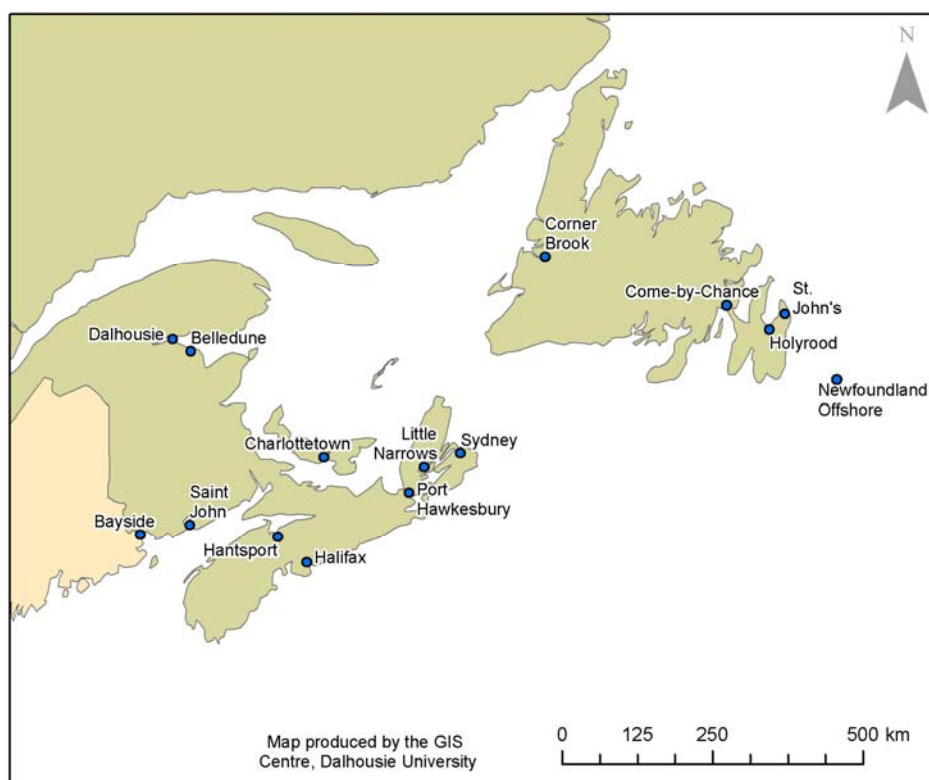 N
Corner
Brook
Come-by-Chance
St.
John's
Holyrood
Newfoundland
Offshore
Dalhousie
Belledune
Charlottetown
Little
Narrows
Sydney
Port
Hawkesbury
Saint
John
Bayside
Hantsport
Halifax
Map produced by the GIS
Centre, Dalhousie University
0 125 250 500 km